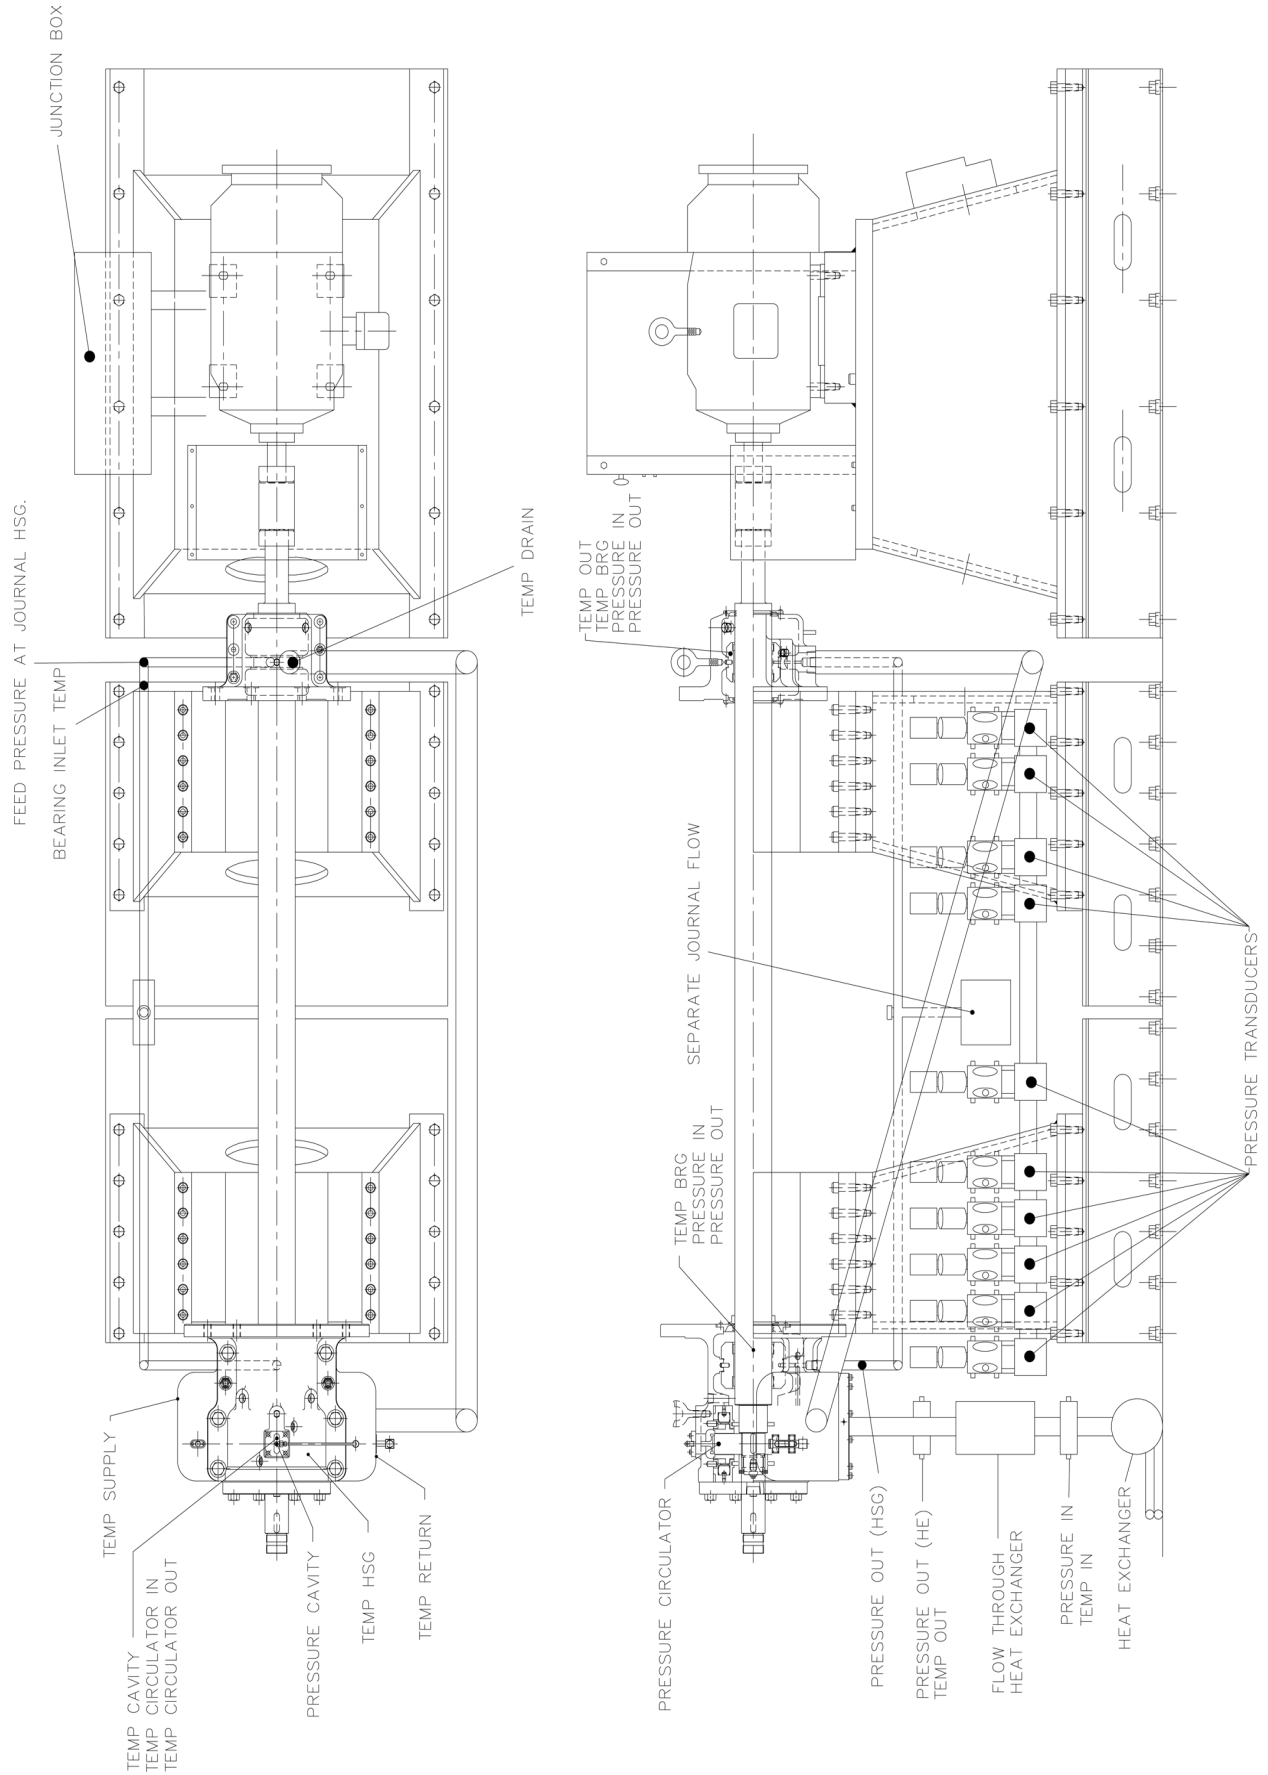 JUNCTION BOX
FEED PRESSURE AT JOURNAL HSG.
BEARING INLET TEMP
TEMP DRAIN
TEMP SUPPLY
TEMP CAVITY
TEMP CIRCULATOR IN
TEMP CIRCULATOR OUT
PRESSURE CAVITY
TEMP HSG
TEMP RETURN
TEMP OUT
TEMP BRG
PRESSURE IN
PRESSURE OUT
SEPARATE JOURNAL FLOW
TEMP BRG
PRESSURE IN
PRESSURE OUT
PRESSURE TRANSDUCERS
PRESSURE CIRCULATOR
PRESSURE OUT (HSG)
PRESSURE OUT (HE)
TEMP OUT
FLOW THROUGH
HEAT EXCHANGER
PRESSURE IN
TEMP IN
HEAT EXCHANGER